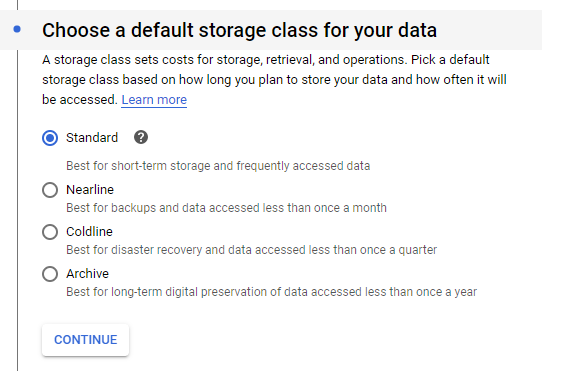 Choose a default storage class for your data
A storage class sets costs for storage, retrieval, and operations. Pick a default
storage class based on how long you plan to store your data and how often it will
be accessed. Learn more
Standard ?
Best for short-term storage and frequently accessed data
Nearline
Best for backups and data accessed less than once a month
Coldline
Best for disaster recovery and data accessed less than once a quarter
Archive
Best for long-term digital preservation of data accessed less than once a year
CONTINUE